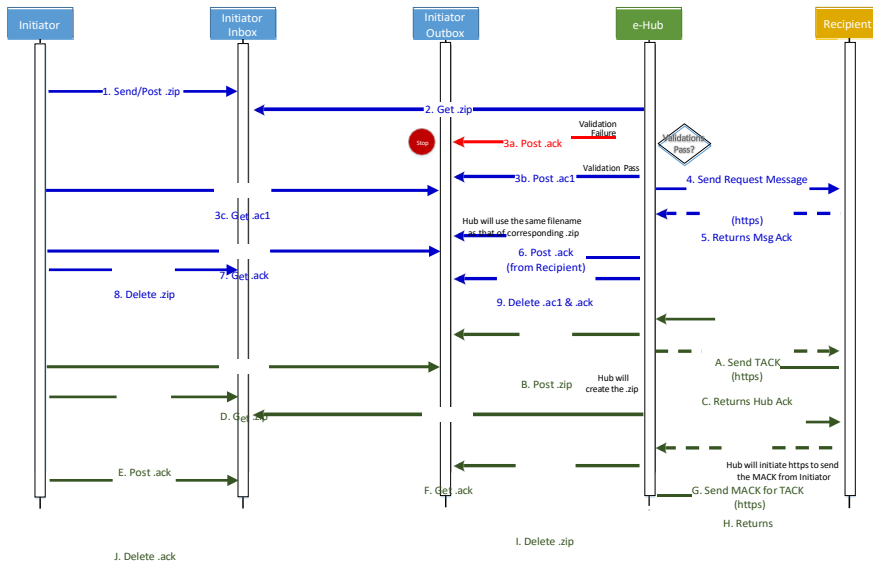 Initiator
Initiator
Inbox
Initiator
Outbox
e-Hub
Recipient
1. Send/Post .zip
2. Get .zip
Validation
Failure
Stop
3a. Post .ack
Validations
Pass?
Validation Pass
3b. Post .ac1
4. Send Request Message
3c. Get .ac1
Hub will use the same filename
as that of corresponding .zip
(https)
5. Returns Msg Ack
6. Post .ack
(from Recipient)
7. Get .ack
8. Delete .zip
9. Delete .ac1 & .ack
A. Send TACK
(https)
B. Post .zip
Hub will
create the .zip
C. Returns Hub Ack
D. Get .zip
E. Post .ack
F. Get .ack
Hub will initiate https to send
the MACK from Initiator
G. Send MACK for TACK
(https)
H. Returns
I. Delete .zip
J. Delete .ack